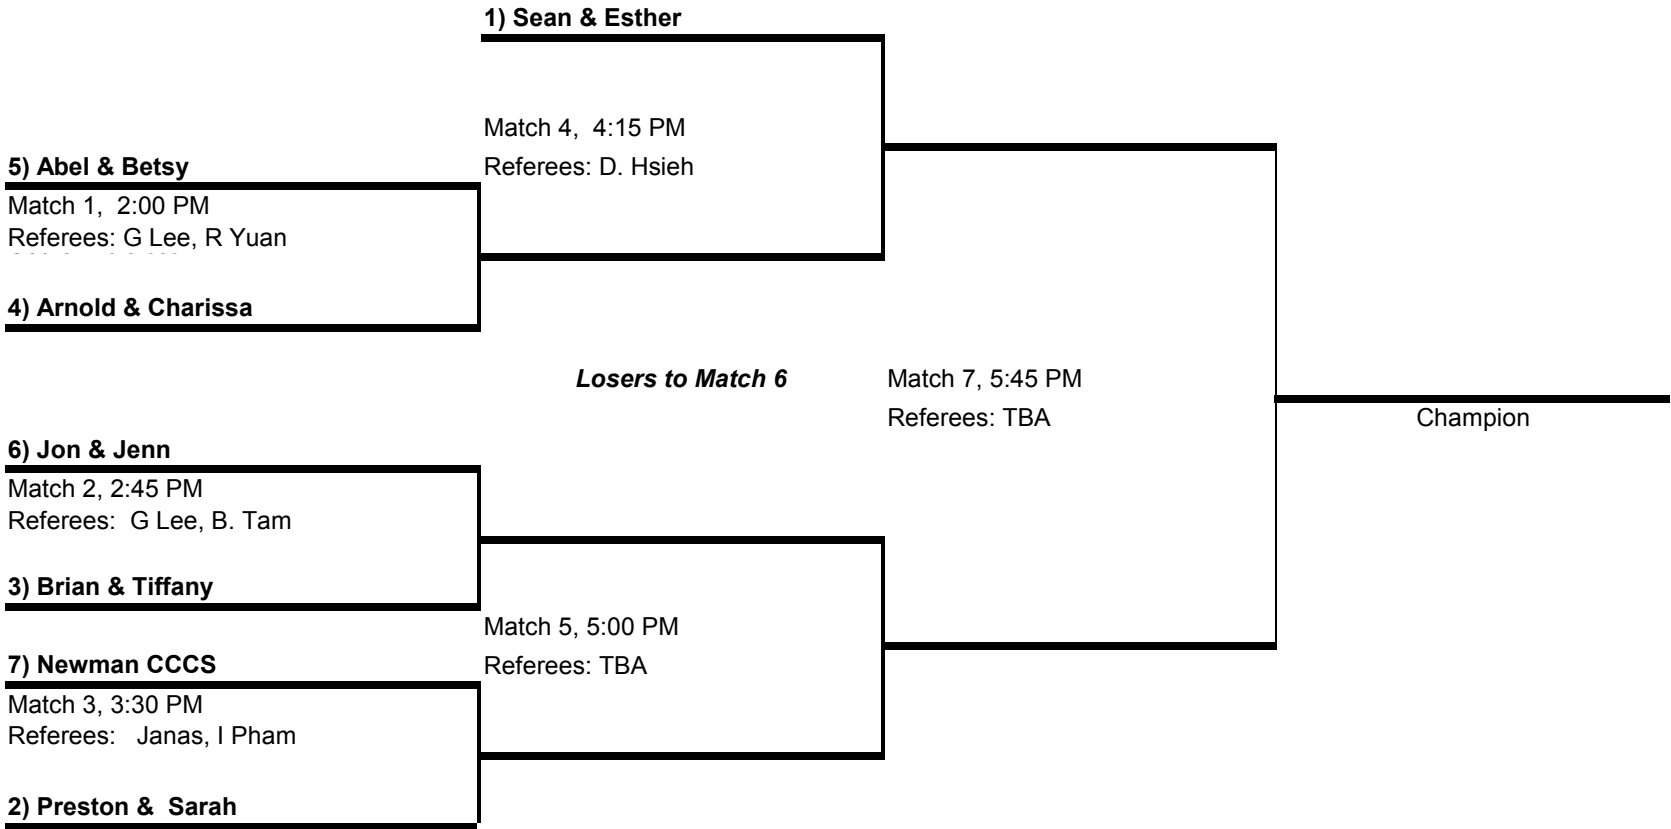 1) Sean & Esther
Match 4, 4:15 PM
Referees: D. Hsieh
5) Abel & Betsy
Match 1, 2:00 PM
Referees: G Lee, R Yuan
4) Arnold & Charissa
Losers to Match 6
Match 7, 5:45 PM
Referees: TBA
Champion
6) Jon & Jenn
Match 2, 2:45 PM
Referees: G Lee, B. Tam
3) Brian & Tiffany
Match 5, 5:00 PM
Referees: TBA
7) Newman CCCS
Match 3, 3:30 PM
Referees: Janas, I Pham
2) Preston & Sarah